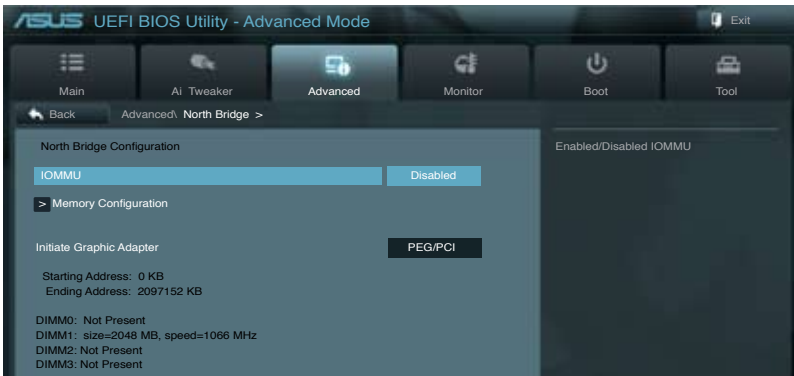 ASUS UEFI BIOS Utility - Advanced Mode
Exit
Main
Ai Tweaker
Advanced
Monitor
Boot
Tool
Back
Advanced\ North Bridge >
North Bridge Configuration
Enabled/Disabled IOMMU
IOMMU Disabled
> Memory Configuration
Initiate Graphic Adapter PEG/PCI
Starting Address: 0 KB
Ending Address: 2097152 KB
DIMM0: Not Present
DIMM1: size=2048 MB, speed=1066 MHz
DIMM2: Not Present
DIMM3: Not Present